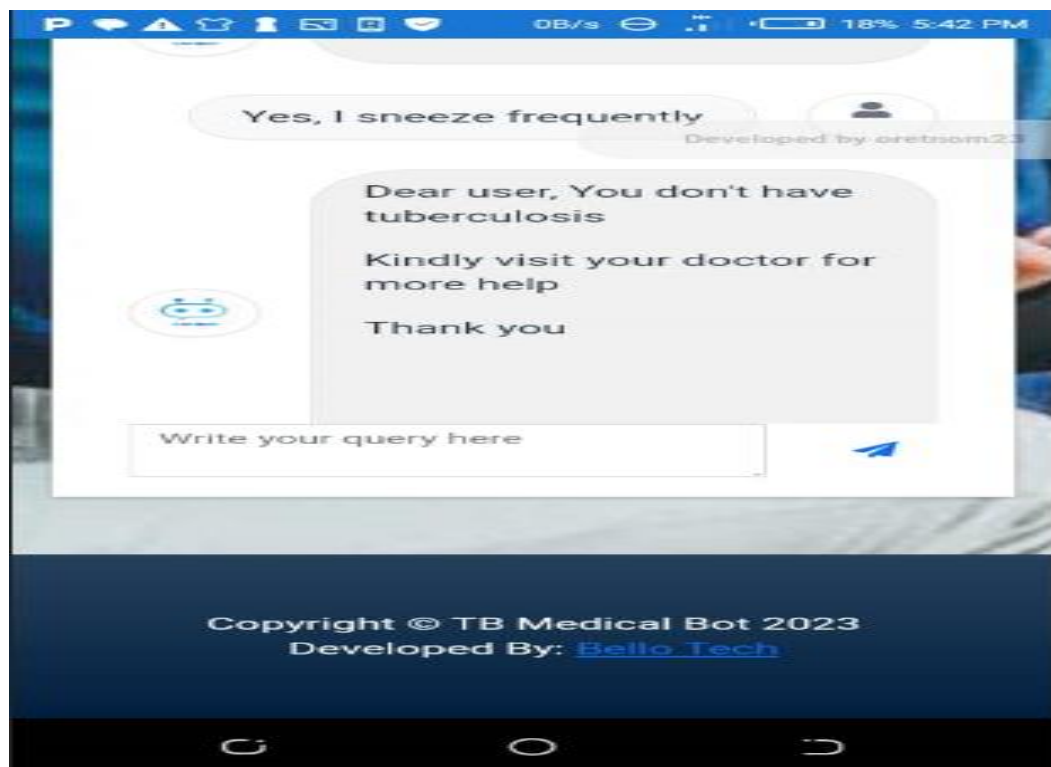 0B/s 18% 5:42 PM
Yes, I sneeze frequently
Developed by oretnom23
Dear user, You don't have
tuberculosis
Kindly visit your doctor for
more help
Thank you
Write your query here
Copyright © TB Medical Bot 2023
Developed By: Bello Tech